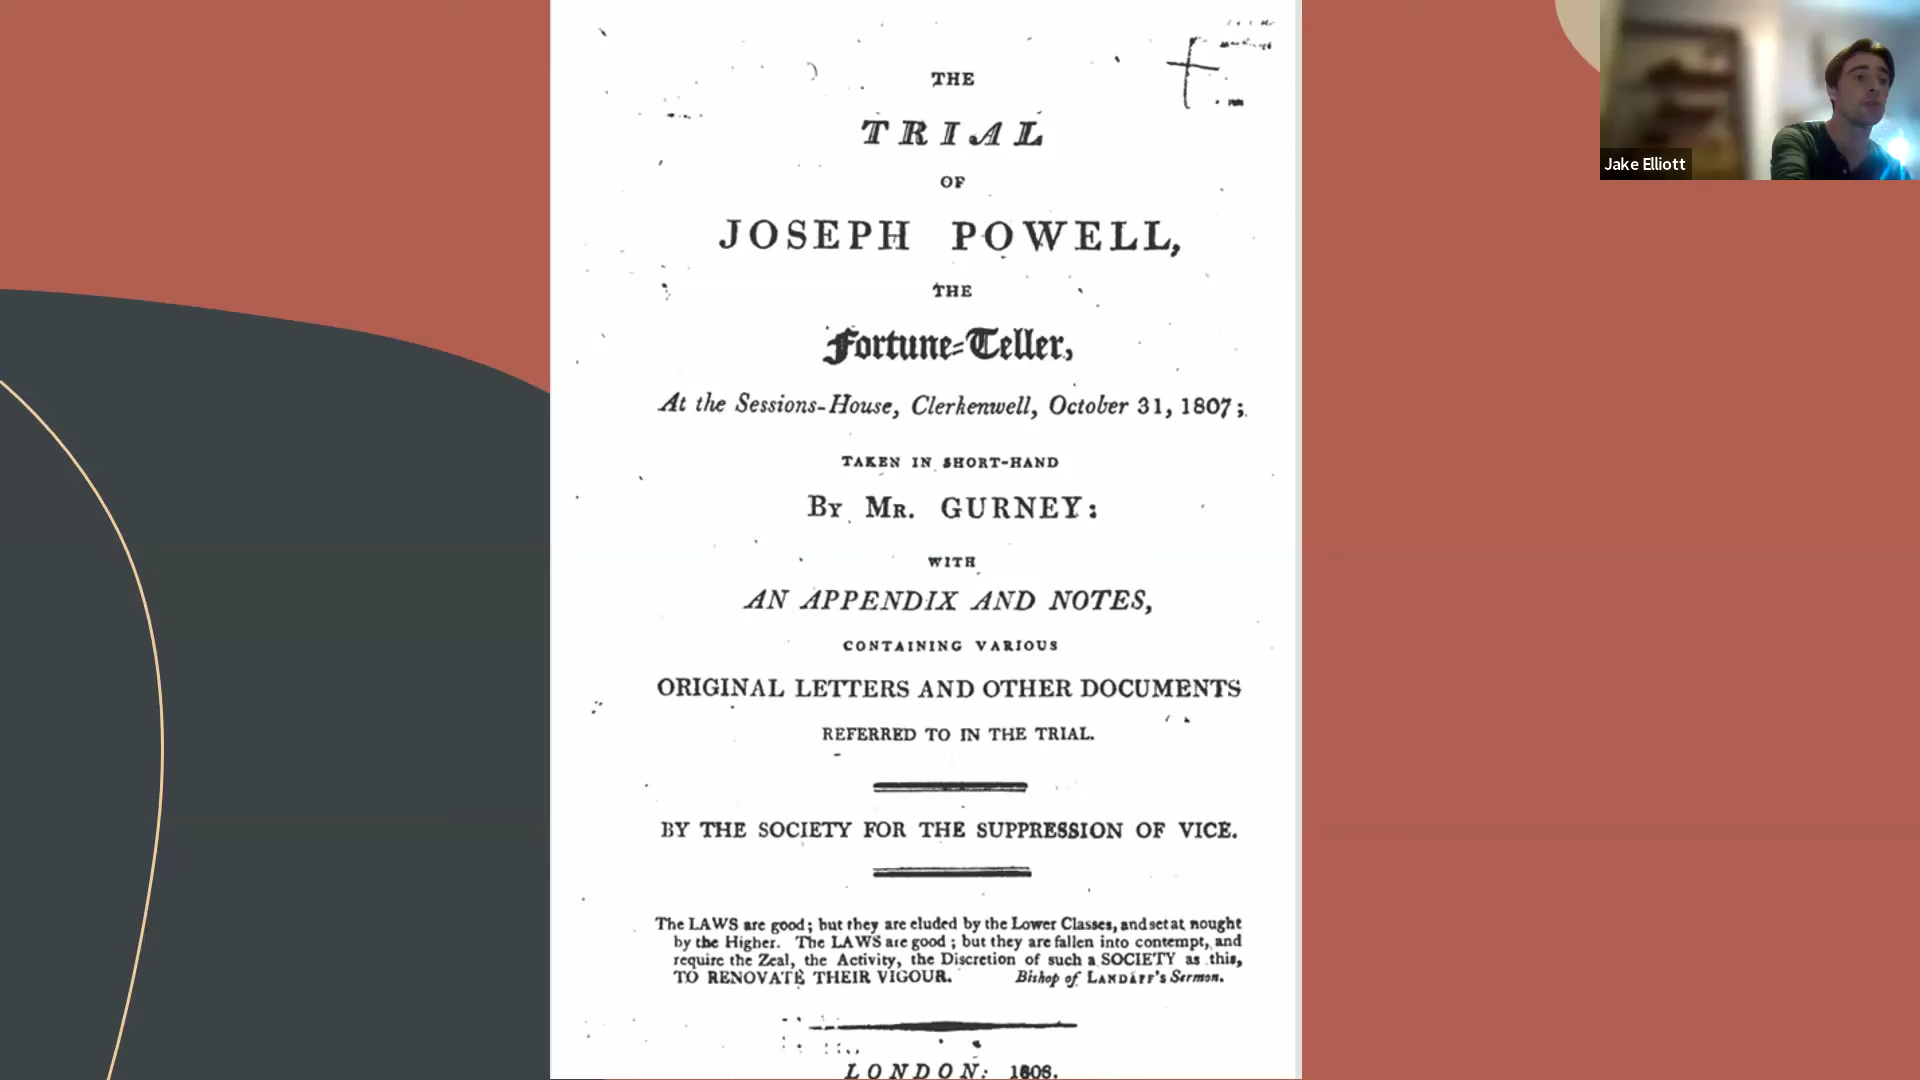 THE
TRIAL
OF
JOSEPH POWELL,
THE
Fortune=Teller,
At the Sessions-House, Clerkenwell, October 31, 1807;
TAKEN IN SHORT-HAND
BY MR. GURNEY:
WITH
AN APPENDIX AND NOTES,
CONTAINING VARIOUS
ORIGINAL LETTERS AND OTHER DOCUMENTS
REFERRED TO IN THE TRIAL.
BY THE SOCIETY FOR THE SUPPRESSION OF VICE.
The LAWS are good; but they are eluded by the Lower Classes, and set at nought
by the Higher. The LAWS are good; but they are fallen into contempt, and
require the Zeal, the Activity, the Discretion of such a SOCIETY as this,
TO RENOVATE THEIR VIGOUR. Bishop of LANDAFF's Sermon.
LONDON: 1808.
Jake Elliott